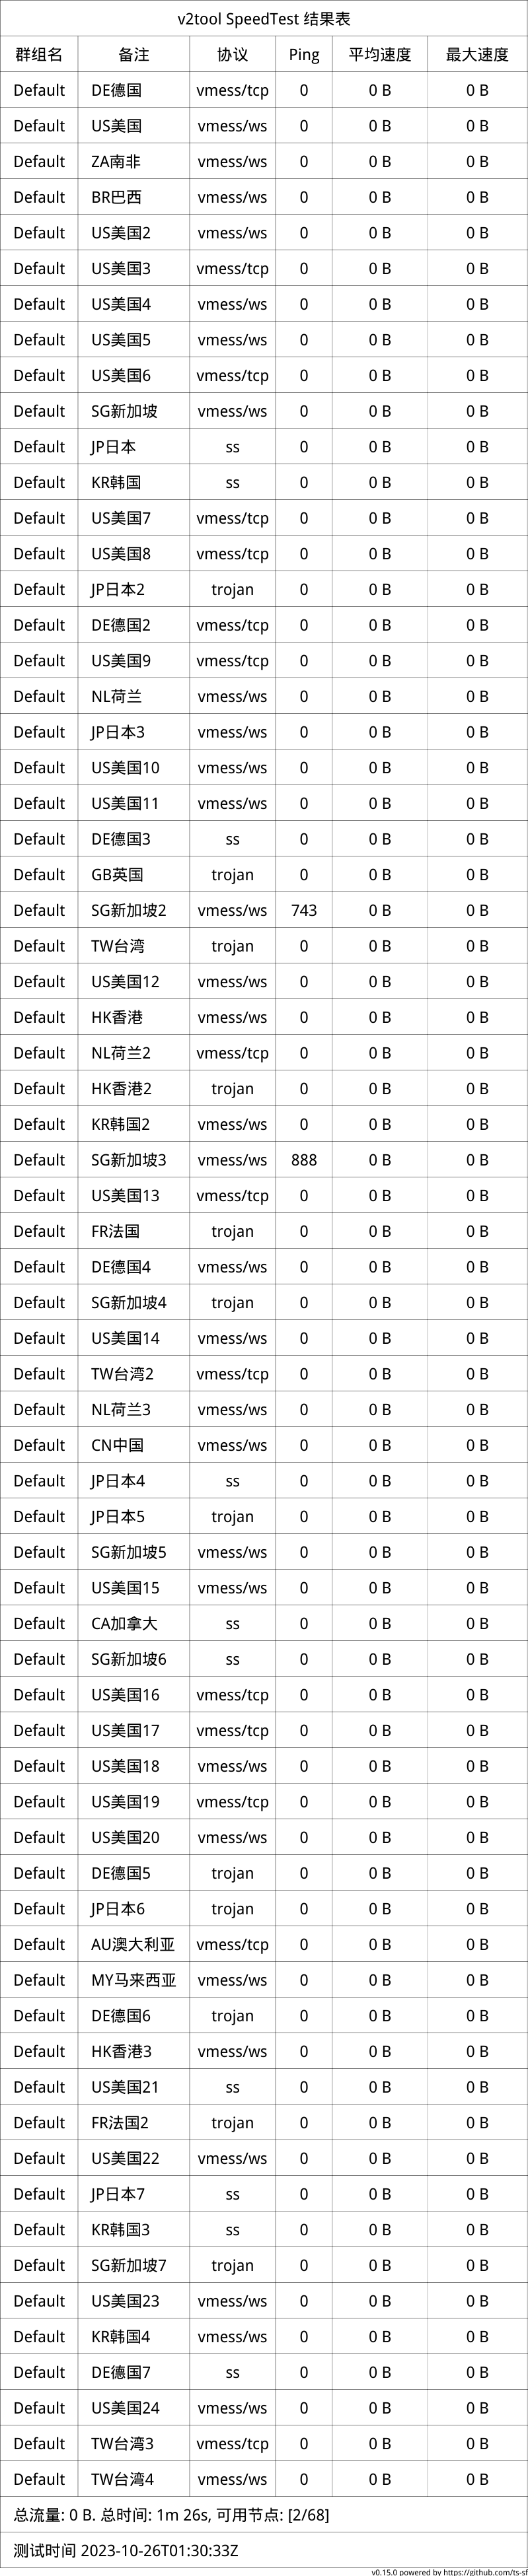 v2tool SpeedTest 结果表
群组名 备注 协议 Ping 平均速度 最大速度
Default DE德国 vmess/tcp 0 0 B 0 B
Default US美国 vmess/ws 0 0 B 0 B
Default ZA南非 vmess/ws 0 0 B 0 B
Default BR巴西 vmess/ws 0 0 B 0 B
Default US美国2 vmess/ws 0 0 B 0 B
Default US美国3 vmess/tcp 0 0 B 0 B
Default US美国4 vmess/ws 0 0 B 0 B
Default US美国5 vmess/ws 0 0 B 0 B
Default US美国6 vmess/tcp 0 0 B 0 B
Default SG新加坡 vmess/ws 0 0 B 0 B
Default JP日本 ss 0 0 B 0 B
Default KR韩国 ss 0 0 B 0 B
Default US美国7 vmess/tcp 0 0 B 0 B
Default US美国8 vmess/tcp 0 0 B 0 B
Default JP日本2 trojan 0 0 B 0 B
Default DE德国2 vmess/tcp 0 0 B 0 B
Default US美国9 vmess/tcp 0 0 B 0 B
Default NL荷兰 vmess/ws 0 0 B 0 B
Default JP日本3 vmess/ws 0 0 B 0 B
Default US美国10 vmess/ws 0 0 B 0 B
Default US美国11 vmess/ws 0 0 B 0 B
Default DE德国3 ss 0 0 B 0 B
Default GB英国 trojan 0 0 B 0 B
Default SG新加坡2 vmess/ws 743 0 B 0 B
Default TW台湾 trojan 0 0 B 0 B
Default US美国12 vmess/ws 0 0 B 0 B
Default HK香港 vmess/ws 0 0 B 0 B
Default NL荷兰2 vmess/tcp 0 0 B 0 B
Default HK香港2 trojan 0 0 B 0 B
Default KR韩国2 vmess/ws 0 0 B 0 B
Default SG新加坡3 vmess/ws 888 0 B 0 B
Default US美国13 vmess/tcp 0 0 B 0 B
Default FR法国 trojan 0 0 B 0 B
Default DE德国4 vmess/ws 0 0 B 0 B
Default SG新加坡4 trojan 0 0 B 0 B
Default US美国14 vmess/ws 0 0 B 0 B
Default TW台湾2 vmess/tcp 0 0 B 0 B
Default NL荷兰3 vmess/ws 0 0 B 0 B
Default CN中国 vmess/ws 0 0 B 0 B
Default JP日本4 ss 0 0 B 0 B
Default JP日本5 trojan 0 0 B 0 B
Default SG新加坡5 vmess/ws 0 0 B 0 B
Default US美国15 vmess/ws 0 0 B 0 B
Default CA加拿大 ss 0 0 B 0 B
Default SG新加坡6 ss 0 0 B 0 B
Default US美国16 vmess/tcp 0 0 B 0 B
Default US美国17 vmess/tcp 0 0 B 0 B
Default US美国18 vmess/ws 0 0 B 0 B
Default US美国19 vmess/tcp 0 0 B 0 B
Default US美国20 vmess/ws 0 0 B 0 B
Default DE德国5 trojan 0 0 B 0 B
Default JP日本6 trojan 0 0 B 0 B
Default AU澳大利亚 vmess/tcp 0 0 B 0 B
Default MY马来西亚 vmess/ws 0 0 B 0 B
Default DE德国6 trojan 0 0 B 0 B
Default HK香港3 vmess/ws 0 0 B 0 B
Default US美国21 ss 0 0 B 0 B
Default FR法国2 trojan 0 0 B 0 B
Default US美国22 vmess/ws 0 0 B 0 B
Default JP日本7 ss 0 0 B 0 B
Default KR韩国3 ss 0 0 B 0 B
Default SG新加坡7 trojan 0 0 B 0 B
Default US美国23 vmess/ws 0 0 B 0 B
Default KR韩国4 vmess/ws 0 0 B 0 B
Default DE德国7 ss 0 0 B 0 B
Default US美国24 vmess/ws 0 0 B 0 B
Default TW台湾3 vmess/tcp 0 0 B 0 B
Default TW台湾4 vmess/ws 0 0 B 0 B
总流量: 0 B. 总时间: 1m 26s, 可用节点: [2/68]
测试时间 2023-10-26T01:30:33Z
v0.15.0 powered by